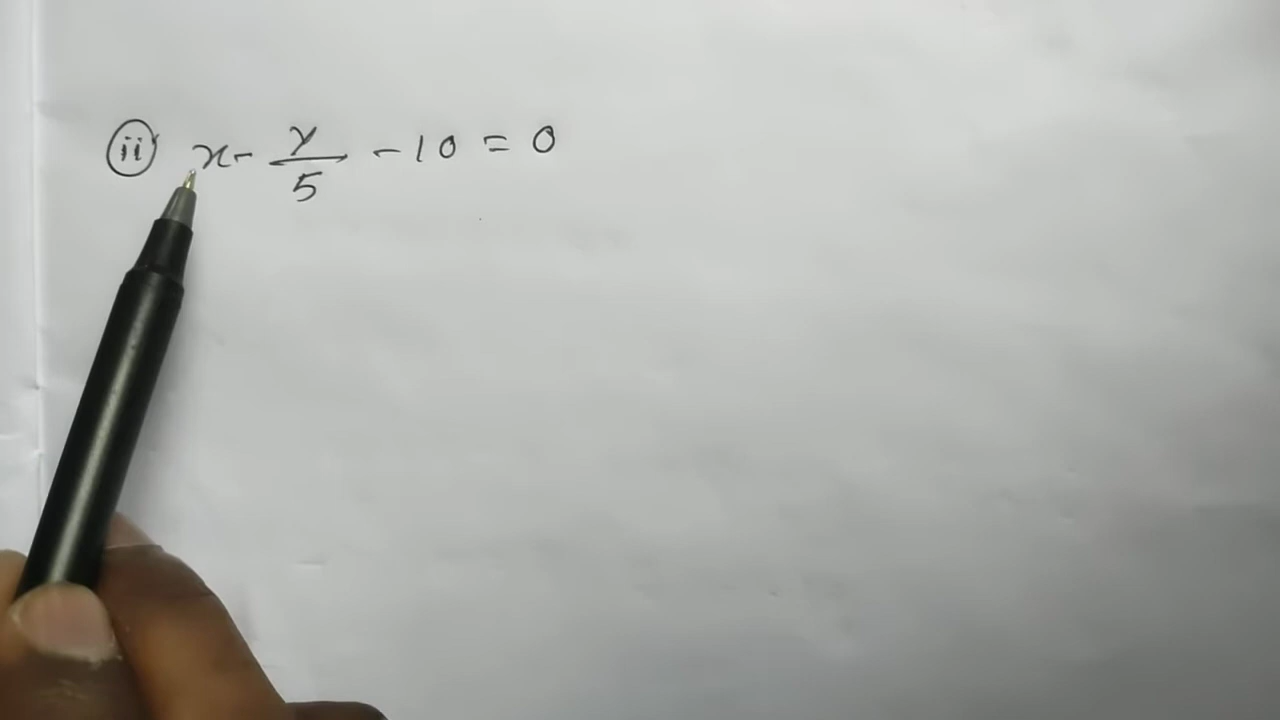 (ii) x - y/5 - 10 = 0